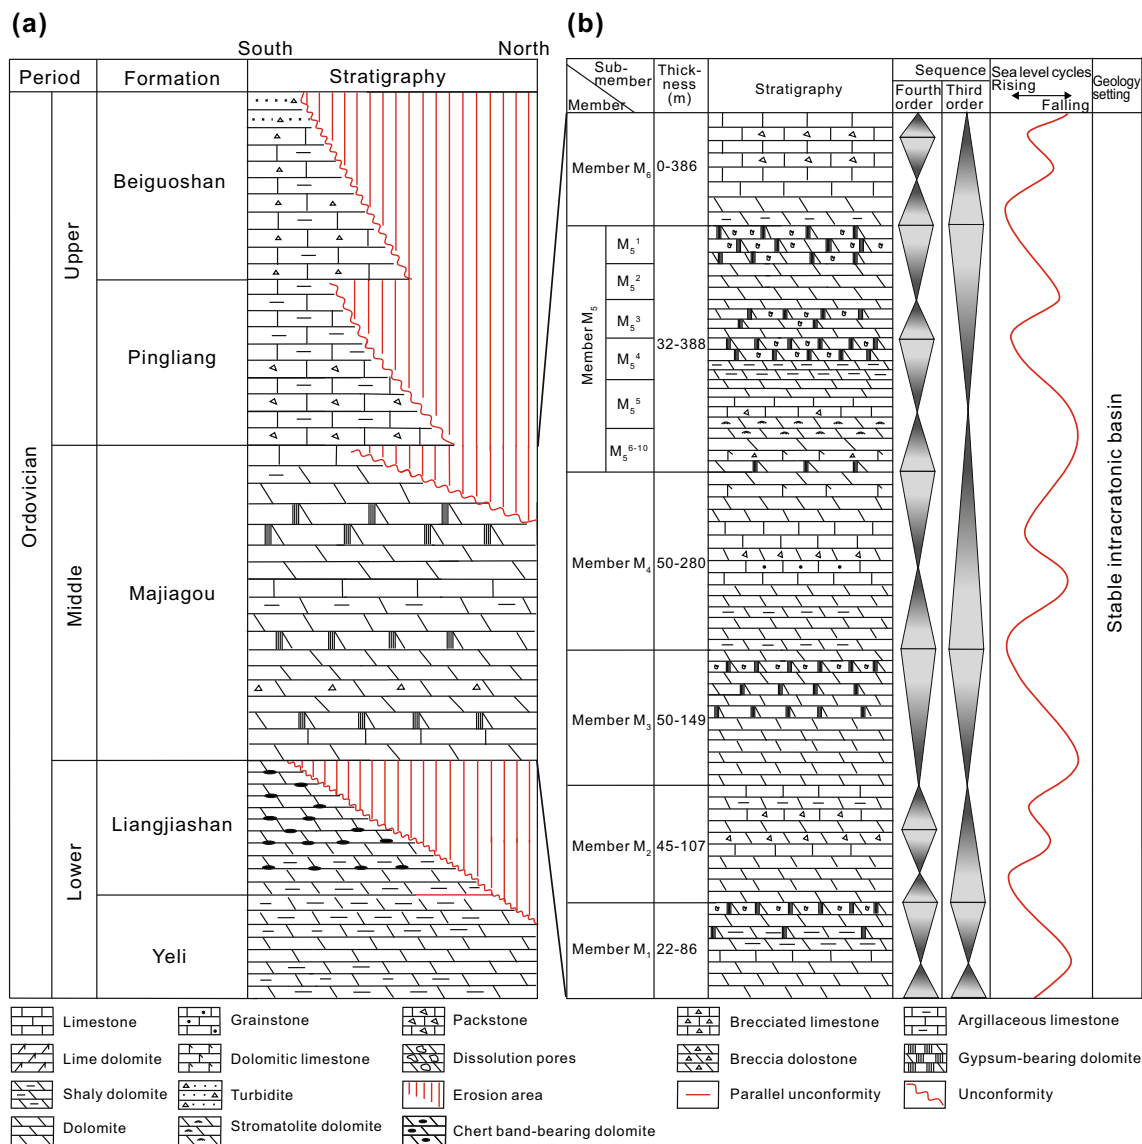 (a)
South
North
Period
Formation
Stratigraphy
Ordovician
Upper
Beiguoshan
Pingliang
Middle
Majiagou
Lower
Liangjiashan
Yeli
(b)
Sub-
member
Member
Thick-
ness
(m)
Stratigraphy
Sequence
Fourth
order
Third
order
Sea level cycles
Rising
Falling
Geology
setting
Member M6
0-386
Member M5
M5 1
M5 2
M5 3
M5 4
M5 5
M5 6-10
32-388
Member M4
50-280
Member M3
50-149
Member M2
45-107
Member M1
22-86
Stable intracratonic basin
Limestone
Grainstone
Packstone
Brecciated limestone
Argillaceous limestone
Lime dolomite
Dolomitic limestone
Dissolution pores
Breccia dolostone
Gypsum-bearing dolomite
Shaly dolomite
Turbidite
Erosion area
Parallel unconformity
Unconformity
Dolomite
Stromatolite dolomite
Chert band-bearing dolomite